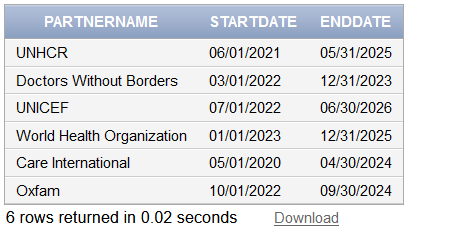 PARTNERNAME STARTDATE ENDDATE
UNHCR 06/01/2021 05/31/2025
Doctors Without Borders 03/01/2022 12/31/2023
UNICEF 07/01/2022 06/30/2026
World Health Organization 01/01/2023 12/31/2025
Care International 05/01/2020 04/30/2024
Oxfam 10/01/2022 09/30/2024
6 rows returned in 0.02 seconds Download